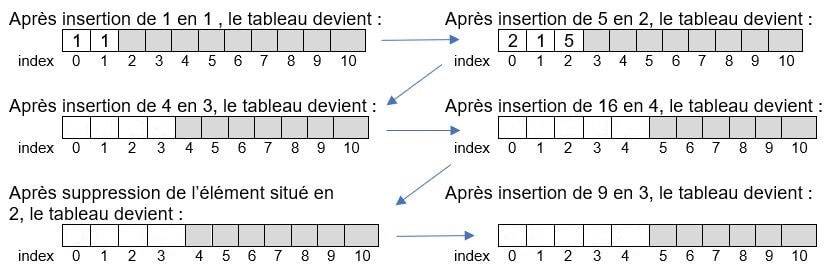 Après insertion de 1 en 1 , le tableau devient :
1 1
index 0 1 2 3 4 5 6 7 8 9 10
Après insertion de 5 en 2, le tableau devient :
2 1 5
index 0 1 2 3 4 5 6 7 8 9 10
Après insertion de 4 en 3, le tableau devient :
index 0 1 2 3 4 5 6 7 8 9 10
Après insertion de 16 en 4, le tableau devient :
index 0 1 2 3 4 5 6 7 8 9 10
Après suppression de l’élément situé en
2, le tableau devient :
index 0 1 2 3 4 5 6 7 8 9 10
Après insertion de 9 en 3, le tableau devient :
index 0 1 2 3 4 5 6 7 8 9 10